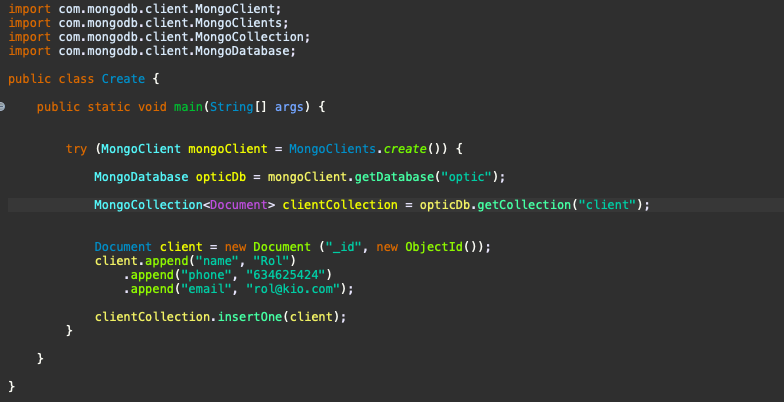 import com.mongodb.client.MongoClient;
import com.mongodb.client.MongoClients;
import com.mongodb.client.MongoCollection;
import com.mongodb.client.MongoDatabase;
public class Create {
public static void main(String[] args) {
try (MongoClient mongoClient = MongoClients.create()) {
MongoDatabase opticDb = mongoClient.getDatabase("optic");
MongoCollection<Document> clientCollection = opticDb.getCollection("client");
Document client = new Document ("_id", new ObjectId());
client.append("name", "Rol")
.append("phone", "634625424")
.append("email", "rol@kio.com");
clientCollection.insertOne(client);
}
}
}